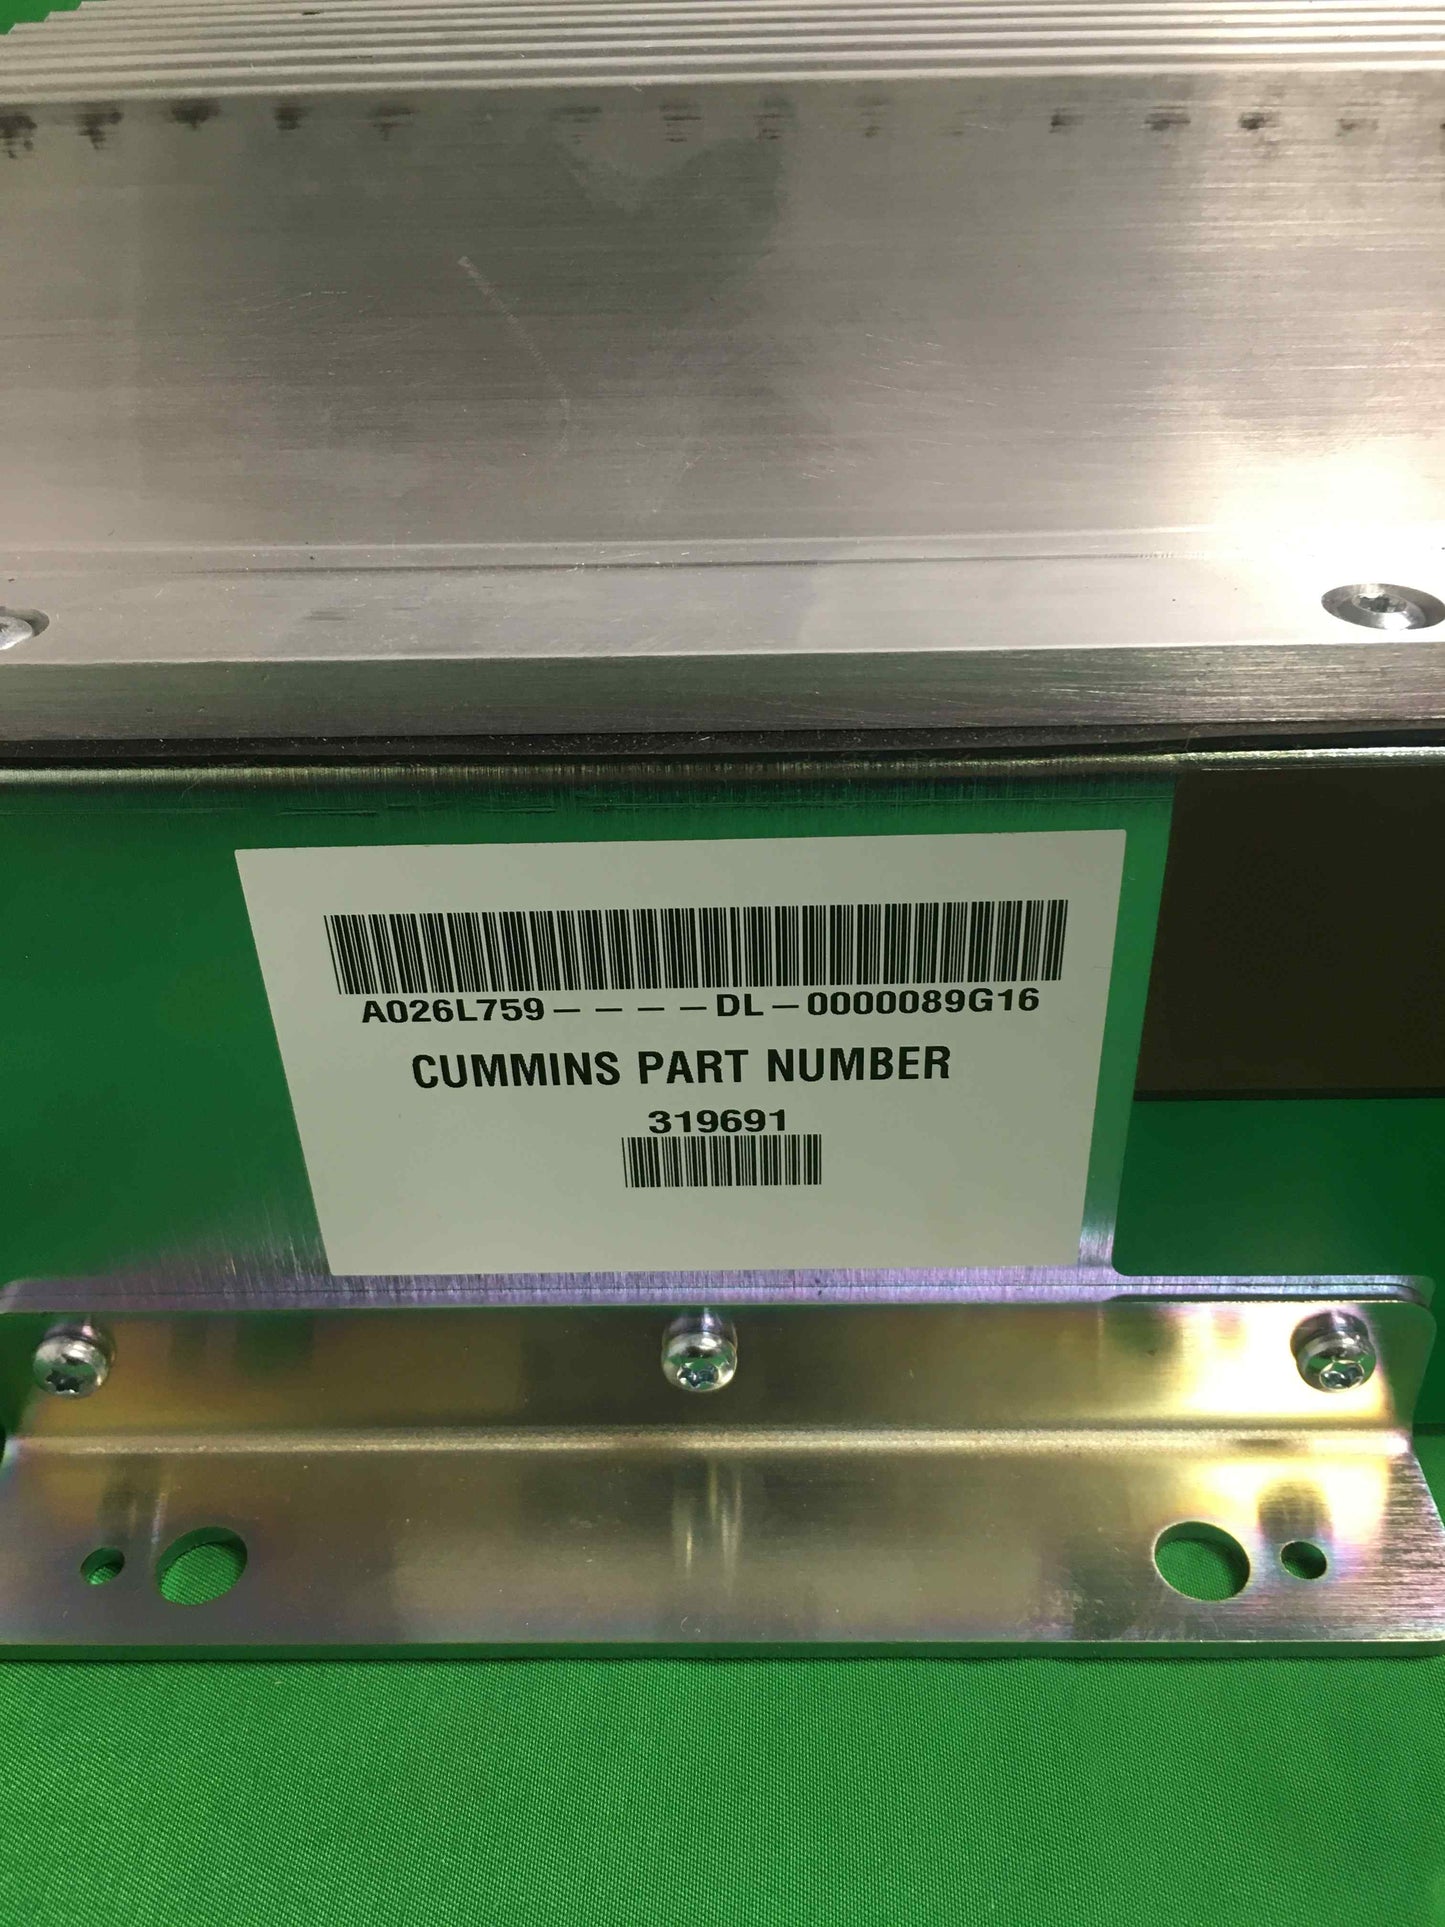 A026L759----DL-0000089G16
CUMMINS PART NUMBER
319691